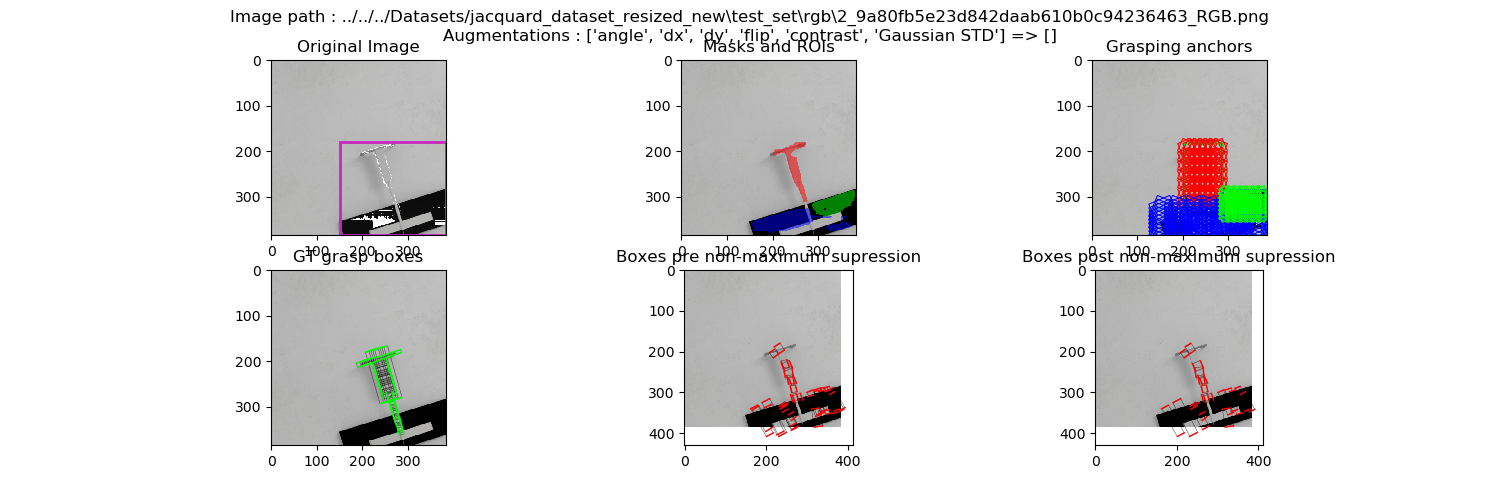 Image path : ../../../Datasets/jacquard_dataset_resized_new\test_set\rgb\2_9a80fb5e23d842daab610b0c94236463_RGB.png
Augmentations : ['angle', 'dx', 'dy', 'flip', 'contrast', 'Gaussian STD'] => []
Original Image
Masks and ROIs
Grasping anchors
0
100
200
300
0 100 200 300
0
100
200
300
0 100 200 300
0
100
200
300
0 100 200 300
GT grasp boxes
Boxes pre non-maximum supression
Boxes post non-maximum supression
0
100
200
300
0 100 200 300
0
100
200
300
400
0 200 400
0
100
200
300
400
0 200 400